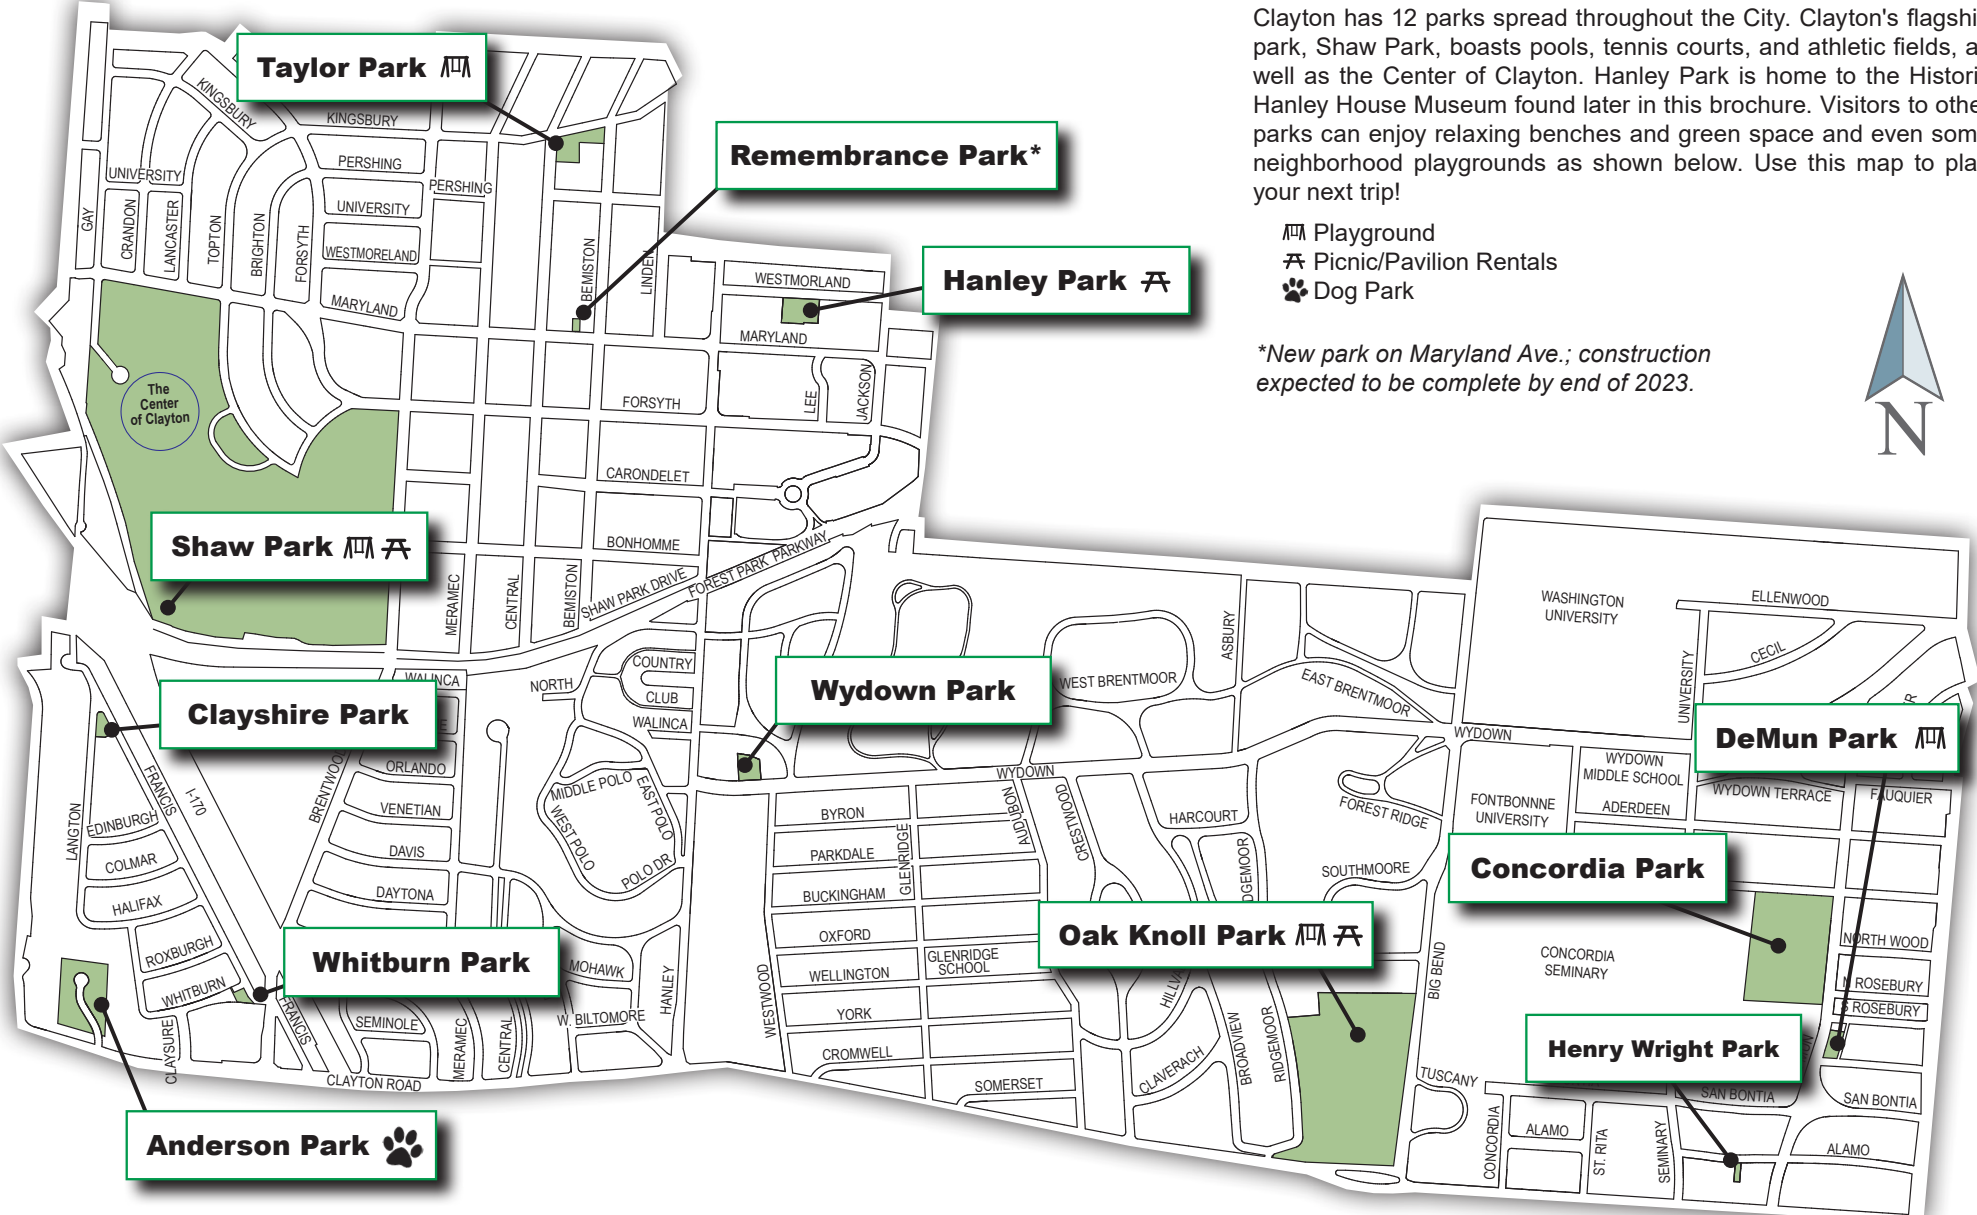 Clayton has 12 parks spread throughout the City. Clayton's flagshi
park, Shaw Park, boasts pools, tennis courts, and athletic fields, a
well as the Center of Clayton. Hanley Park is home to the Histori
Hanley House Museum found later in this brochure. Visitors to othe
parks can enjoy relaxing benches and green space and even som
neighborhood playgrounds as shown below. Use this map to pla
your next trip!
Playground
Picnic/Pavilion Rentals
Dog Park
*New park on Maryland Ave.; construction
expected to be complete by end of 2023.
N
Taylor Park
Remembrance Park*
Hanley Park
Shaw Park
Clayshire Park
Wydown Park
DeMun Park
Concordia Park
Oak Knoll Park
Whitburn Park
Henry Wright Park
Anderson Park
The
Center
of Clayton
KINGSBURY
KINGSBURY
PERSHING
PERSHING
UNIVERSITY
UNIVERSITY
WESTMORELAND
MARYLAND
GAY
CRANDON
LANCASTER
TOPTON
BRIGHTON
FORSYTH
BEMISTON
LINDEN
WESTMORLAND
MARYLAND
FORSYTH
LEE
JACKSON
CARONDELET
BONHOMME
SHAW PARK DRIVE
FOREST PARK PARKWAY
MERAMEC
CENTRAL
BEMISTON
WALINCA
NORTH
COUNTRY
CLUB
WALINCA
ORLANDO
VENETIAN
DAVIS
DAYTONA
BRENTWOOD
I-170
FRANCIS
LANGTON
EDINBURGH
COLMAR
HALIFAX
ROXBURGH
WHITBURN
CLAYSURE
FRANCIS
SEMINOLE
MERAMEC
CENTRAL
CLAYTON ROAD
MIDDLE POLO
EAST POLO
WEST POLO
POLO DR
MOHAWK
W. BILTOMORE
HANLEY
WESTWOOD
BYRON
PARKDALE
BUCKINGHAM
OXFORD
WELLINGTON
YORK
CROMWELL
SOMERSET
GLENRIDGE
GLENRIDGE
SCHOOL
WYDOWN
AUDUBON
CRESTWOOD
HARCOURT
WEST BRENTMOOR
EAST BRENTMOOR
ASBURY
FOREST RIDGE
SOUTHMOORE
DGEMOOR
HILLVA
CLAVERACH
BROADVIEW
RIDGEMOOR
BIG BEND
TUSCANY
WASHINGTON
UNIVERSITY
ELLENWOOD
CECIL
UNIVERSITY
R
WYDOWN
WYDOWN
MIDDLE SCHOOL
ADERDEEN
FONTBONNNE
UNIVERSITY
WYDOWN TERRACE
FAUQUIER
CONCORDIA
SEMINARY
NORTH WOOD
N ROSEBURY
S ROSEBURY
SAN BONTIA
SAN BONTIA
ALAMO
ALAMO
CONCORDIA
ST. RITA
SEMINARY